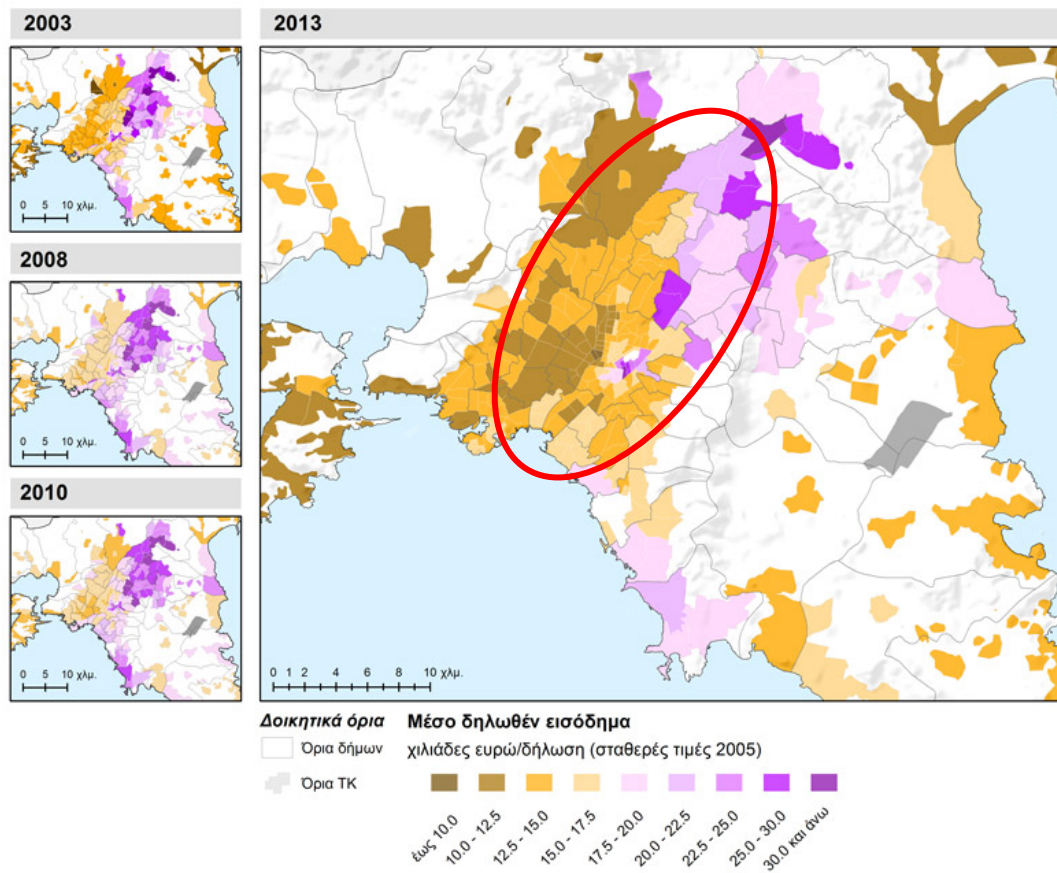 2003
0 5 10 χλμ.
2008
0 5 10 χλμ.
2010
0 5 10 χλμ.
2013
0 1 2 4 6 8 10 χλμ.
Δοικητικά όρια
Όρια δήμων
Όρια ΤΚ
Μέσο δηλωθέν εισόδημα
χιλιάδες ευρώ/δήλωση (σταθερές τιμές 2005)
έως 10.0
10.0 - 12.5
12.5 - 15.0
15.0 - 17.5
17.5 - 20.0
20.0 - 22.5
22.5 - 25.0
25.0 - 30.0
30.0 και άνω